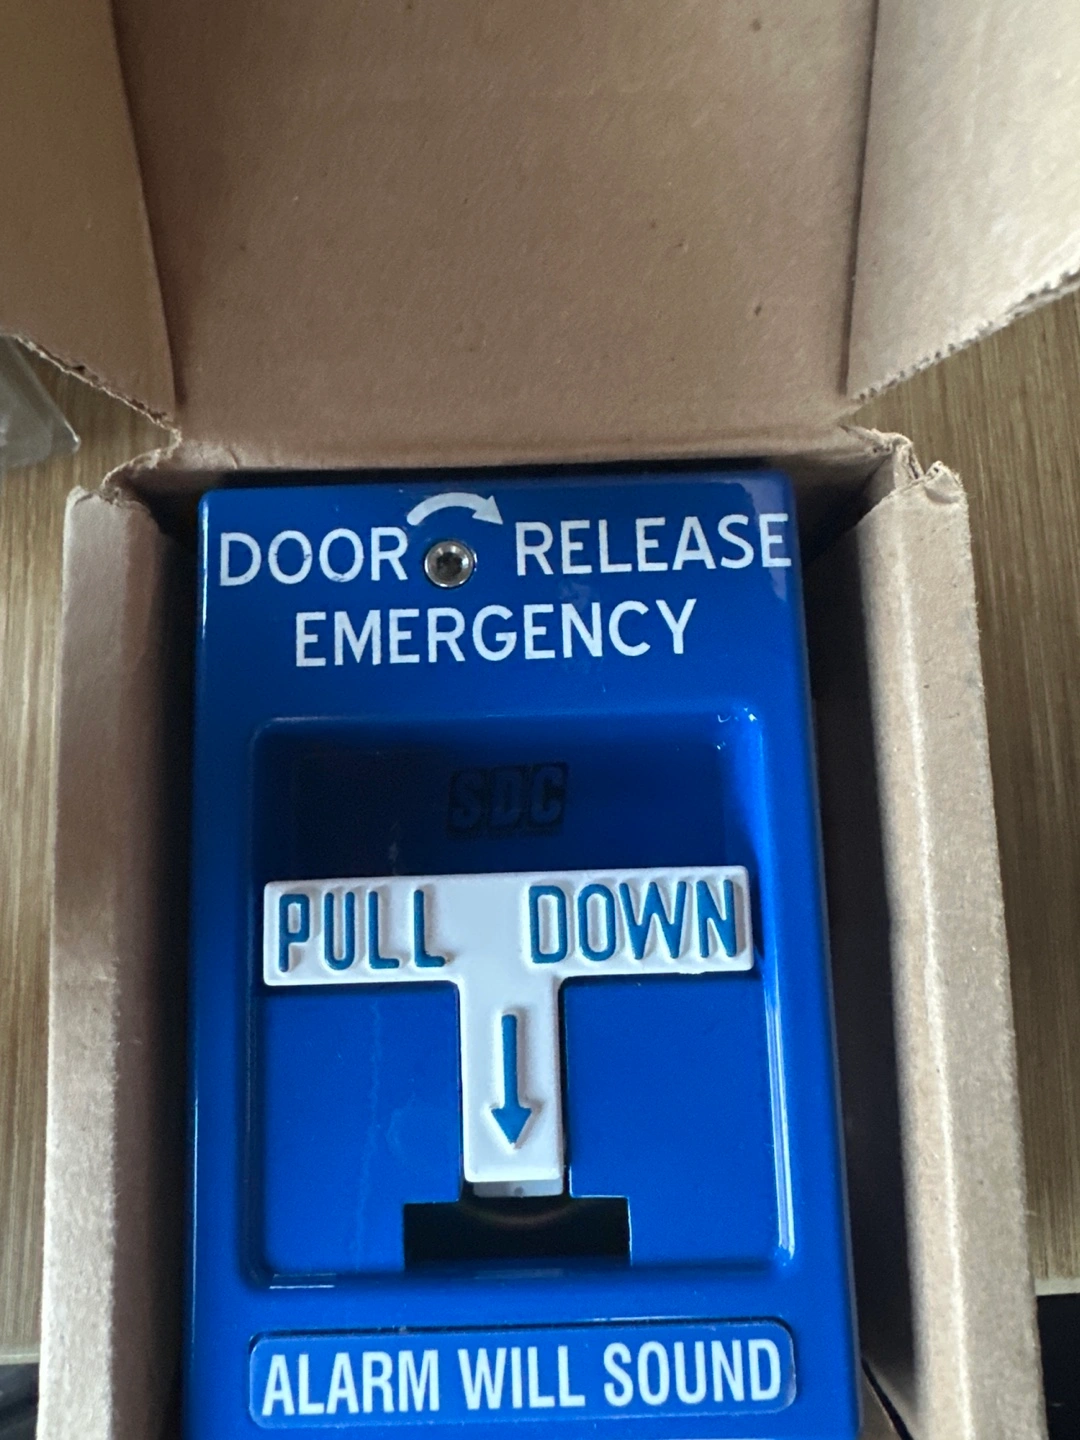 DOOR RELEASE
EMERGENCY
SDC
PULL DOWN
ALARM WILL SOUND